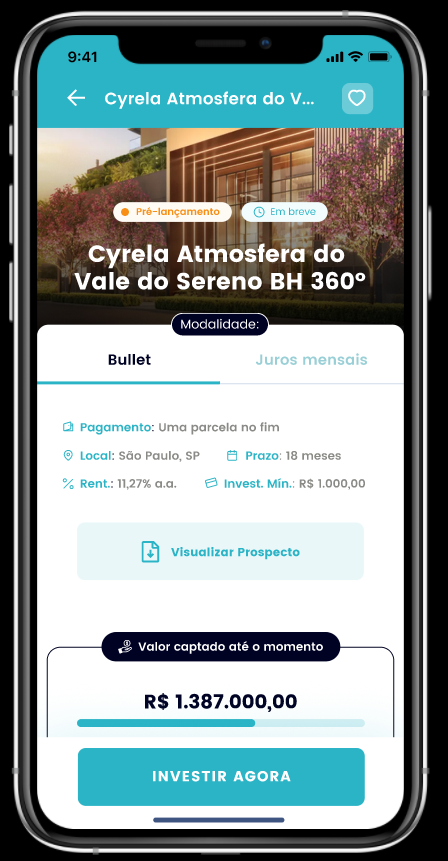 9:41
Cyrela Atmosfera do V...
Pré-lançamento
Em breve
Cyrela Atmosfera do
Vale do Sereno BH 360°
Modalidade:
Bullet
Juros mensais
Pagamento: Uma parcela no fim
Local: São Paulo, SP
Prazo: 18 meses
Rent.: 11,27% a.a.
Invest. Mín.: R$ 1.000,00
Visualizar Prospecto
Valor captado até o momento
R$ 1.387.000,00
INVESTIR AGORA